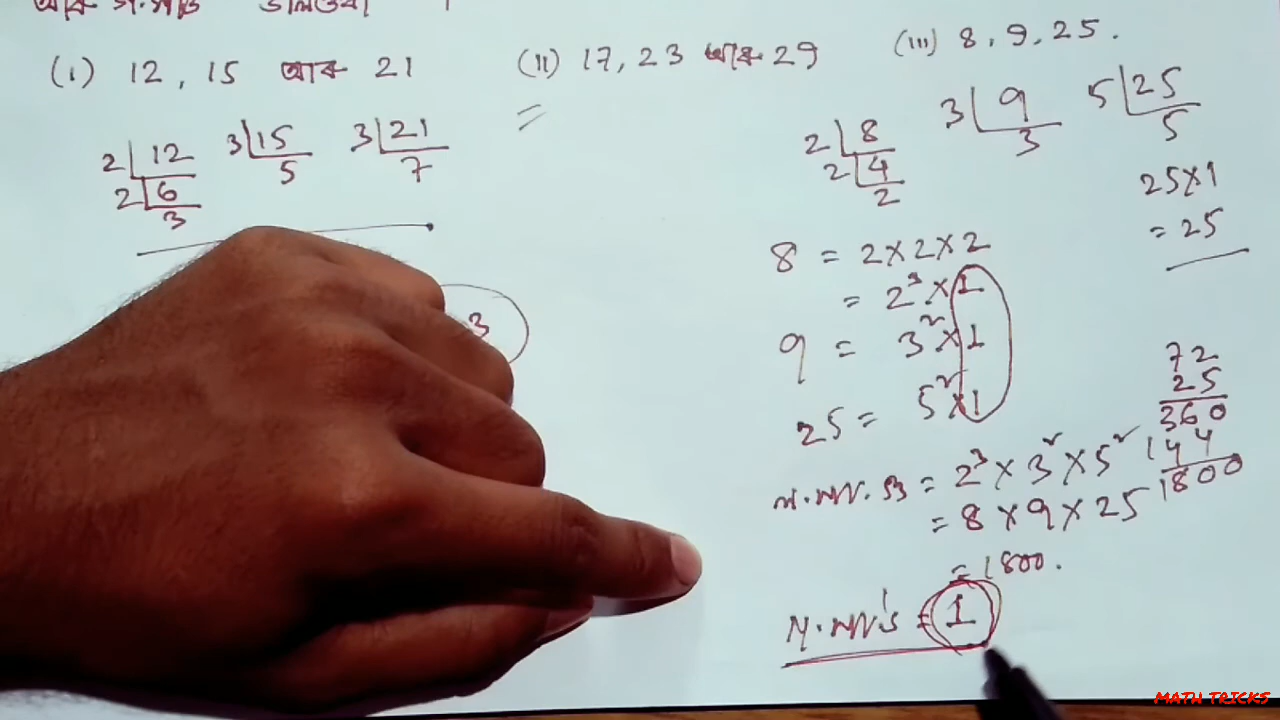 (i) 12, 15 আৰু 21
2 12 3 15 3 21
2 6 5 7
3
3
(ii) 17, 23 আৰু 29
=
(iii) 8, 9, 25.
2 8 3 9 5 25
2 4 3 5
2
25×1
= 25
8 = 2×2×2
= 2³×1
9 = 3²×1
25 = 5²×1
= 2³×3²×5²
= 8×9×25
= 1800.
= 1
72
25
360
144
1800
MATH TRICKS